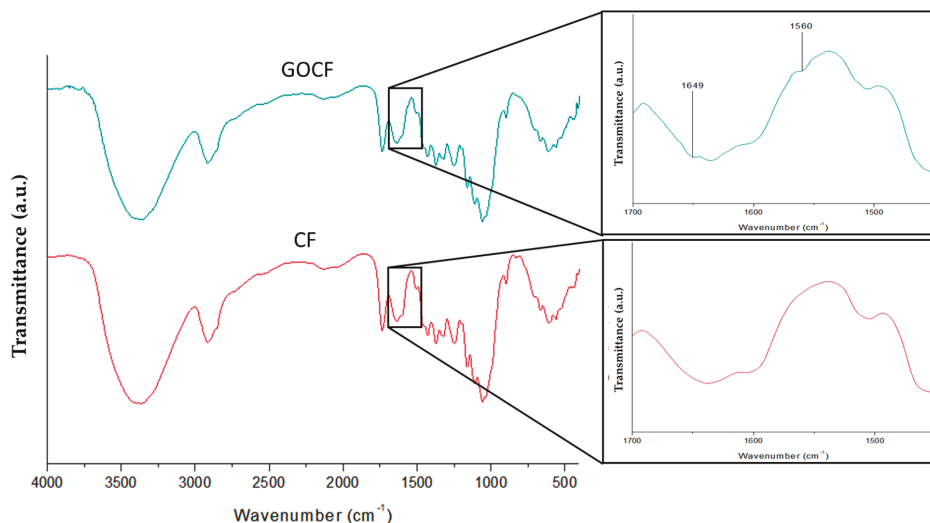 GOCF
CF
Transmittance (a.u.)
4000 3500 3000 2500 2000 1500 1000 500
Wavenumber (cm-1)
1560
1649
Transmittance (a.u.)
1700 1600 1500
Wavenumber (cm-1)
Transmittance (a.u.)
1700 1600 1500
Wavenumber (cm-1)